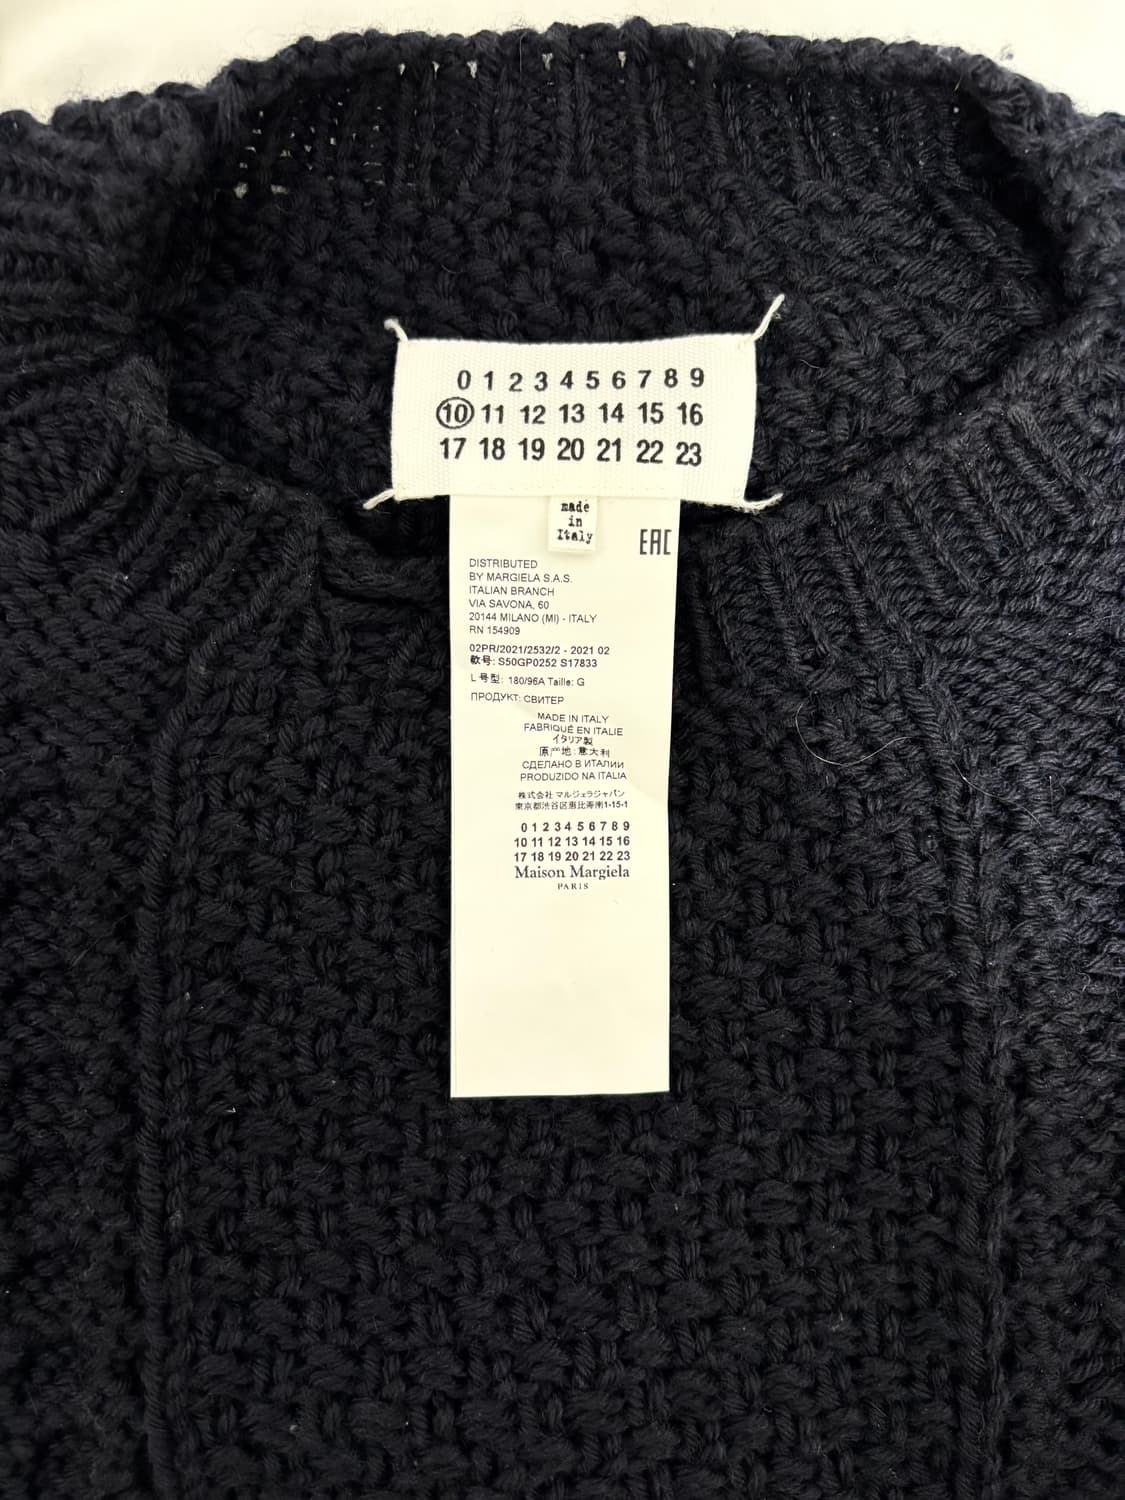 0 1 2 3 4 5 6 7 8 9
10 11 12 13 14 15 16
17 18 19 20 21 22 23
made
in
Italy
EAC
DISTRIBUTED
BY MARGIELA S.A.S.
ITALIAN BRANCH
VIA SAVONA, 60
20144 MILANO (MI) - ITALY
RN 154909
02PR/2021/2532/2 - 2021 02
款号: S50GP0252 S17833
L 号型: 180/96A Taille: G
ПРОДУКТ: СВИТЕР
MADE IN ITALY
FABRIQUÉ EN ITALIE
イタリア製
原产地: 意大利
СДЕЛАНО В ИТАЛИИ
PRODUZIDO NA ITALIA
株式会社 マルジェラジャパン
東京都渋谷区恵比寿南1-15-1
0 1 2 3 4 5 6 7 8 9
10 11 12 13 14 15 16
17 18 19 20 21 22 23
Maison Margiela
PARIS